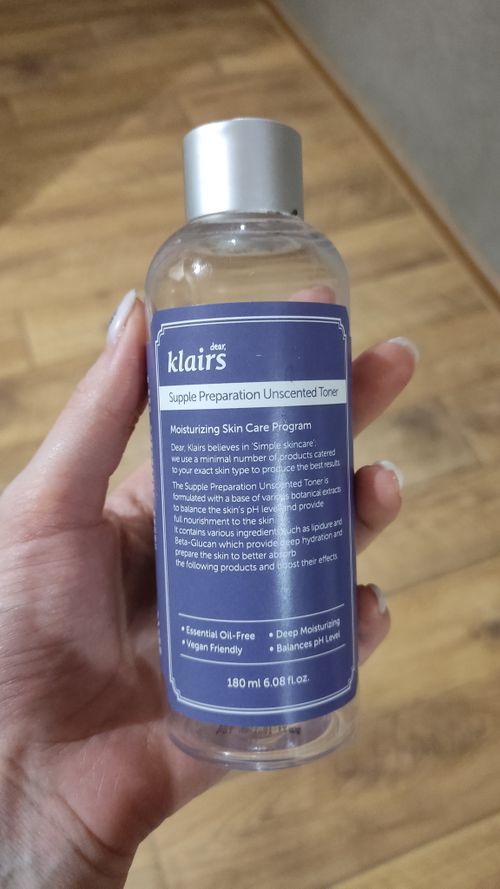 dear,
klairs
Supple Preparation Unscented Toner
Moisturizing Skin Care Program
Dear, Klairs believes in 'Simple skincare'.
we use a minimal number of products catered
to your exact skin type to produce the best results.
The Supple Preparation Unscented Toner is
formulated with a base of various botanical extracts
to balance the skin's pH level and provide
full nourishment to the skin.
It contains various ingredients such as lipidure and
Beta-Glucan which provide deep hydration and
prepare the skin to better absorb
the following products and boost their effects.
• Essential Oil-Free • Deep Moisturizing
• Vegan Friendly • Balances pH Level
180 ml 6.08 fl.oz.